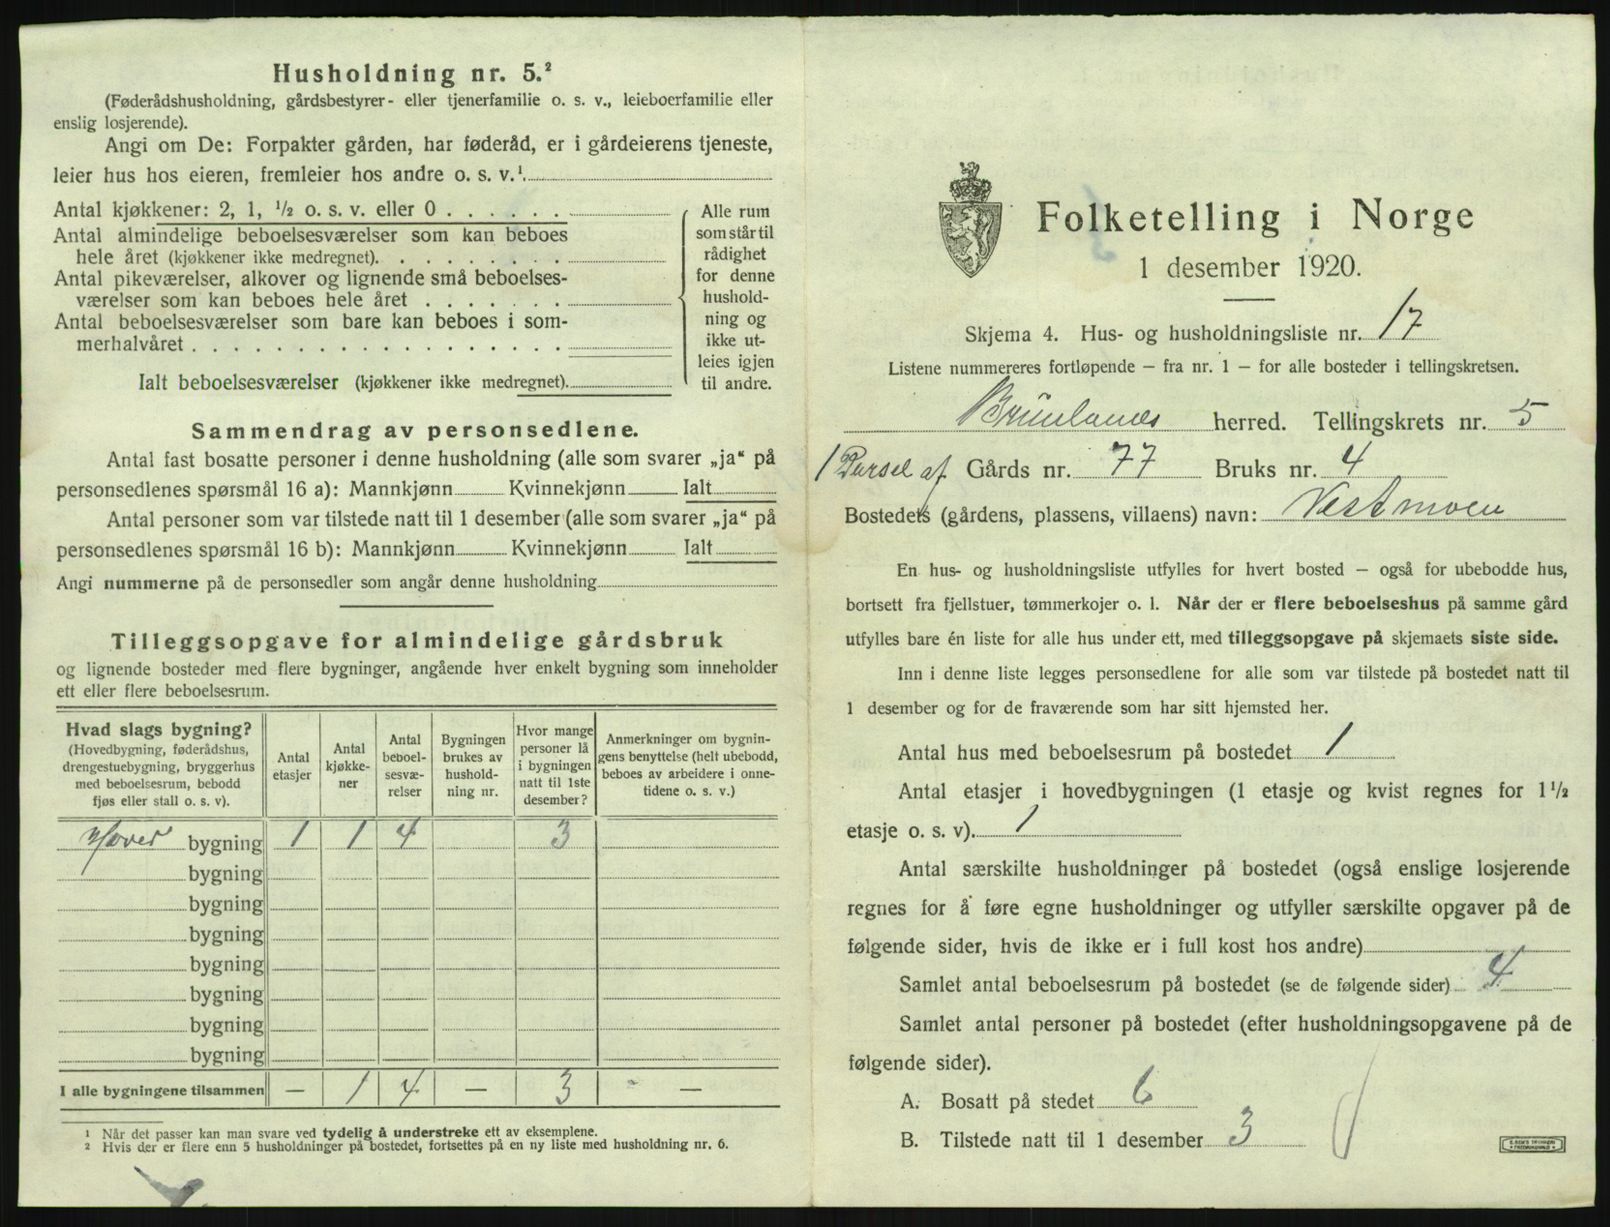 Husholdning nr. 5.²
(Føderådshusholdning, gårdsbestyrer- eller tjenerfamilie o. s. v., leieboerfamilie eller
enslig losjerende).
Angi om De: Forpakter gården, har føderåd, er i gårdeierens tjeneste,
leier hus hos eieren, fremleier hos andre o. s. v.¹
Antal kjøkkener: 2, 1, ½ o. s. v. eller 0 . . . . . .
Antal almindelige beboelsesværelser som kan beboes
hele året (kjøkkener ikke medregnet). . . . . . . . .
Antal pikeværelser, alkover og lignende små beboelses-
værelser som kan beboes hele året . . . . . . .
Antal beboelsesværelser som bare kan beboes i som-
merhalvåret . . . . . . . . . . . . . . . . . .
Ialt beboelsesværelser (kjøkkener ikke medregnet).
Alle rum
som står til
rådighet
for denne
hushold-
ning og
ikke ut-
leies igjen
til andre.
Sammendrag av personsedlene.
Antal fast bosatte personer i denne husholdning (alle som svarer „ja“ på
personsedlenes spørsmål 16 a): Mannkjønn Kvinnekjønn Ialt
Antal personer som var tilstede natt til 1 desember (alle som svarer „ja“ på
personsedlenes spørsmål 16 b): Mannkjønn Kvinnekjønn Ialt
Angi nummerne på de personsedler som angår denne husholdning
Tilleggsopgave for almindelige gårdsbruk
og lignende bosteder med flere bygninger, angående hver enkelt bygning som inneholder
ett eller flere beboelsesrum.
Hvad slags bygning?
(Hovedbygning, føderådshus,
drengestuebygning, bryggerhus
med beboelsesrum, bebodd
fjøs eller stall o. s. v).
Antal
etasjer
Antal
kjøkke-
ner
Antal
beboel-
sesvæ-
relser
Bygningen
brukes av
hushold-
ning nr.
Hvor mange
personer lå
i bygningen
natt til 1ste
desember?
Anmerkninger om bygnin-
gens benyttelse (helt ubebodd,
beboes av arbeidere i onne-
tidene o. s. v.)
Hoved bygning 1 1 4 3
bygning
bygning
bygning
bygning
bygning
bygning
bygning
I alle bygningene tilsammen — 1 4 — 3 - —
¹ Når det passer kan man svare ved tydelig å understreke ett av eksemplene.
² Hvis der er flere enn 5 husholdninger på bostedet, fortsettes på en ny liste med husholdning nr. 6.
Folketelling i Norge
1 desember 1920.
Skjema 4. Hus- og husholdningsliste nr. 17
Listene nummereres fortløpende — fra nr. 1 — for alle bosteder i tellingskretsen.
Brunlanes herred. Tellingskrets nr. 5
1 Parsel af Gårds nr. 77 Bruks nr. 4
Bostedets (gårdens, plassens, villaens) navn: Vestmoen
En hus- og husholdningsliste utfylles for hvert bosted — også for ubebodde hus,
bortsett fra fjellstuer, tømmerkojer o. l. Når der er flere beboelseshus på samme gård
utfylles bare én liste for alle hus under ett, med tilleggsopgave på skjemaets siste side.
Inn i denne liste legges personsedlene for alle som var tilstede på bostedet natt til
1 desember og for de fraværende som har sitt hjemsted her.
Antal hus med beboelsesrum på bostedet 1
Antal etasjer i hovedbygningen (1 etasje og kvist regnes for 1½
etasje o. s. v). 1
Antal særskilte husholdninger på bostedet (også enslige losjerende
regnes for å føre egne husholdninger og utfyller særskilte opgaver på de
følgende sider, hvis de ikke er i full kost hos andre)
Samlet antal beboelsesrum på bostedet (se de følgende sider) 4
Samlet antal personer på bostedet (efter husholdningsopgavene på de
følgende sider).
A. Bosatt på stedet 6
B. Tilstede natt til 1 desember 3